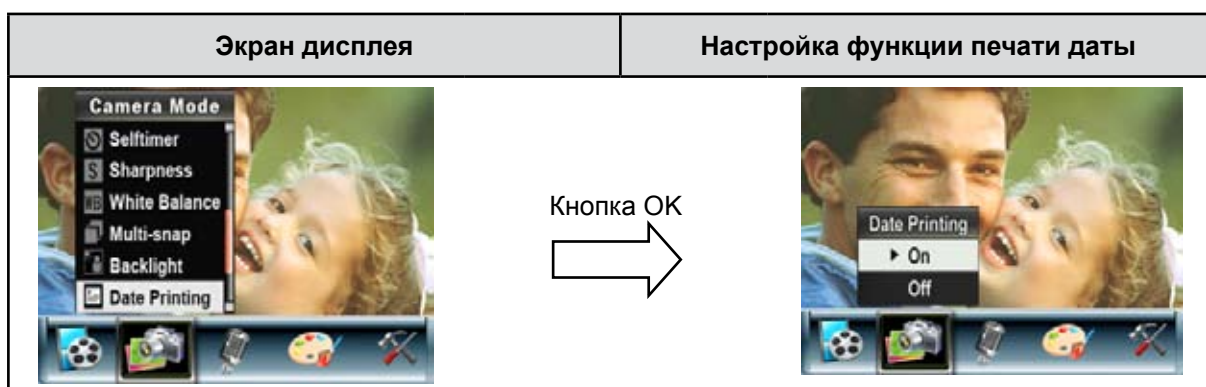 Экран дисплея
Настройка функции печати даты
Camera Mode
Selftimer
S Sharpness
WB White Balance
Multi-snap
Backlight
Date Printing
Кнопка OK
Date Printing
On
Off